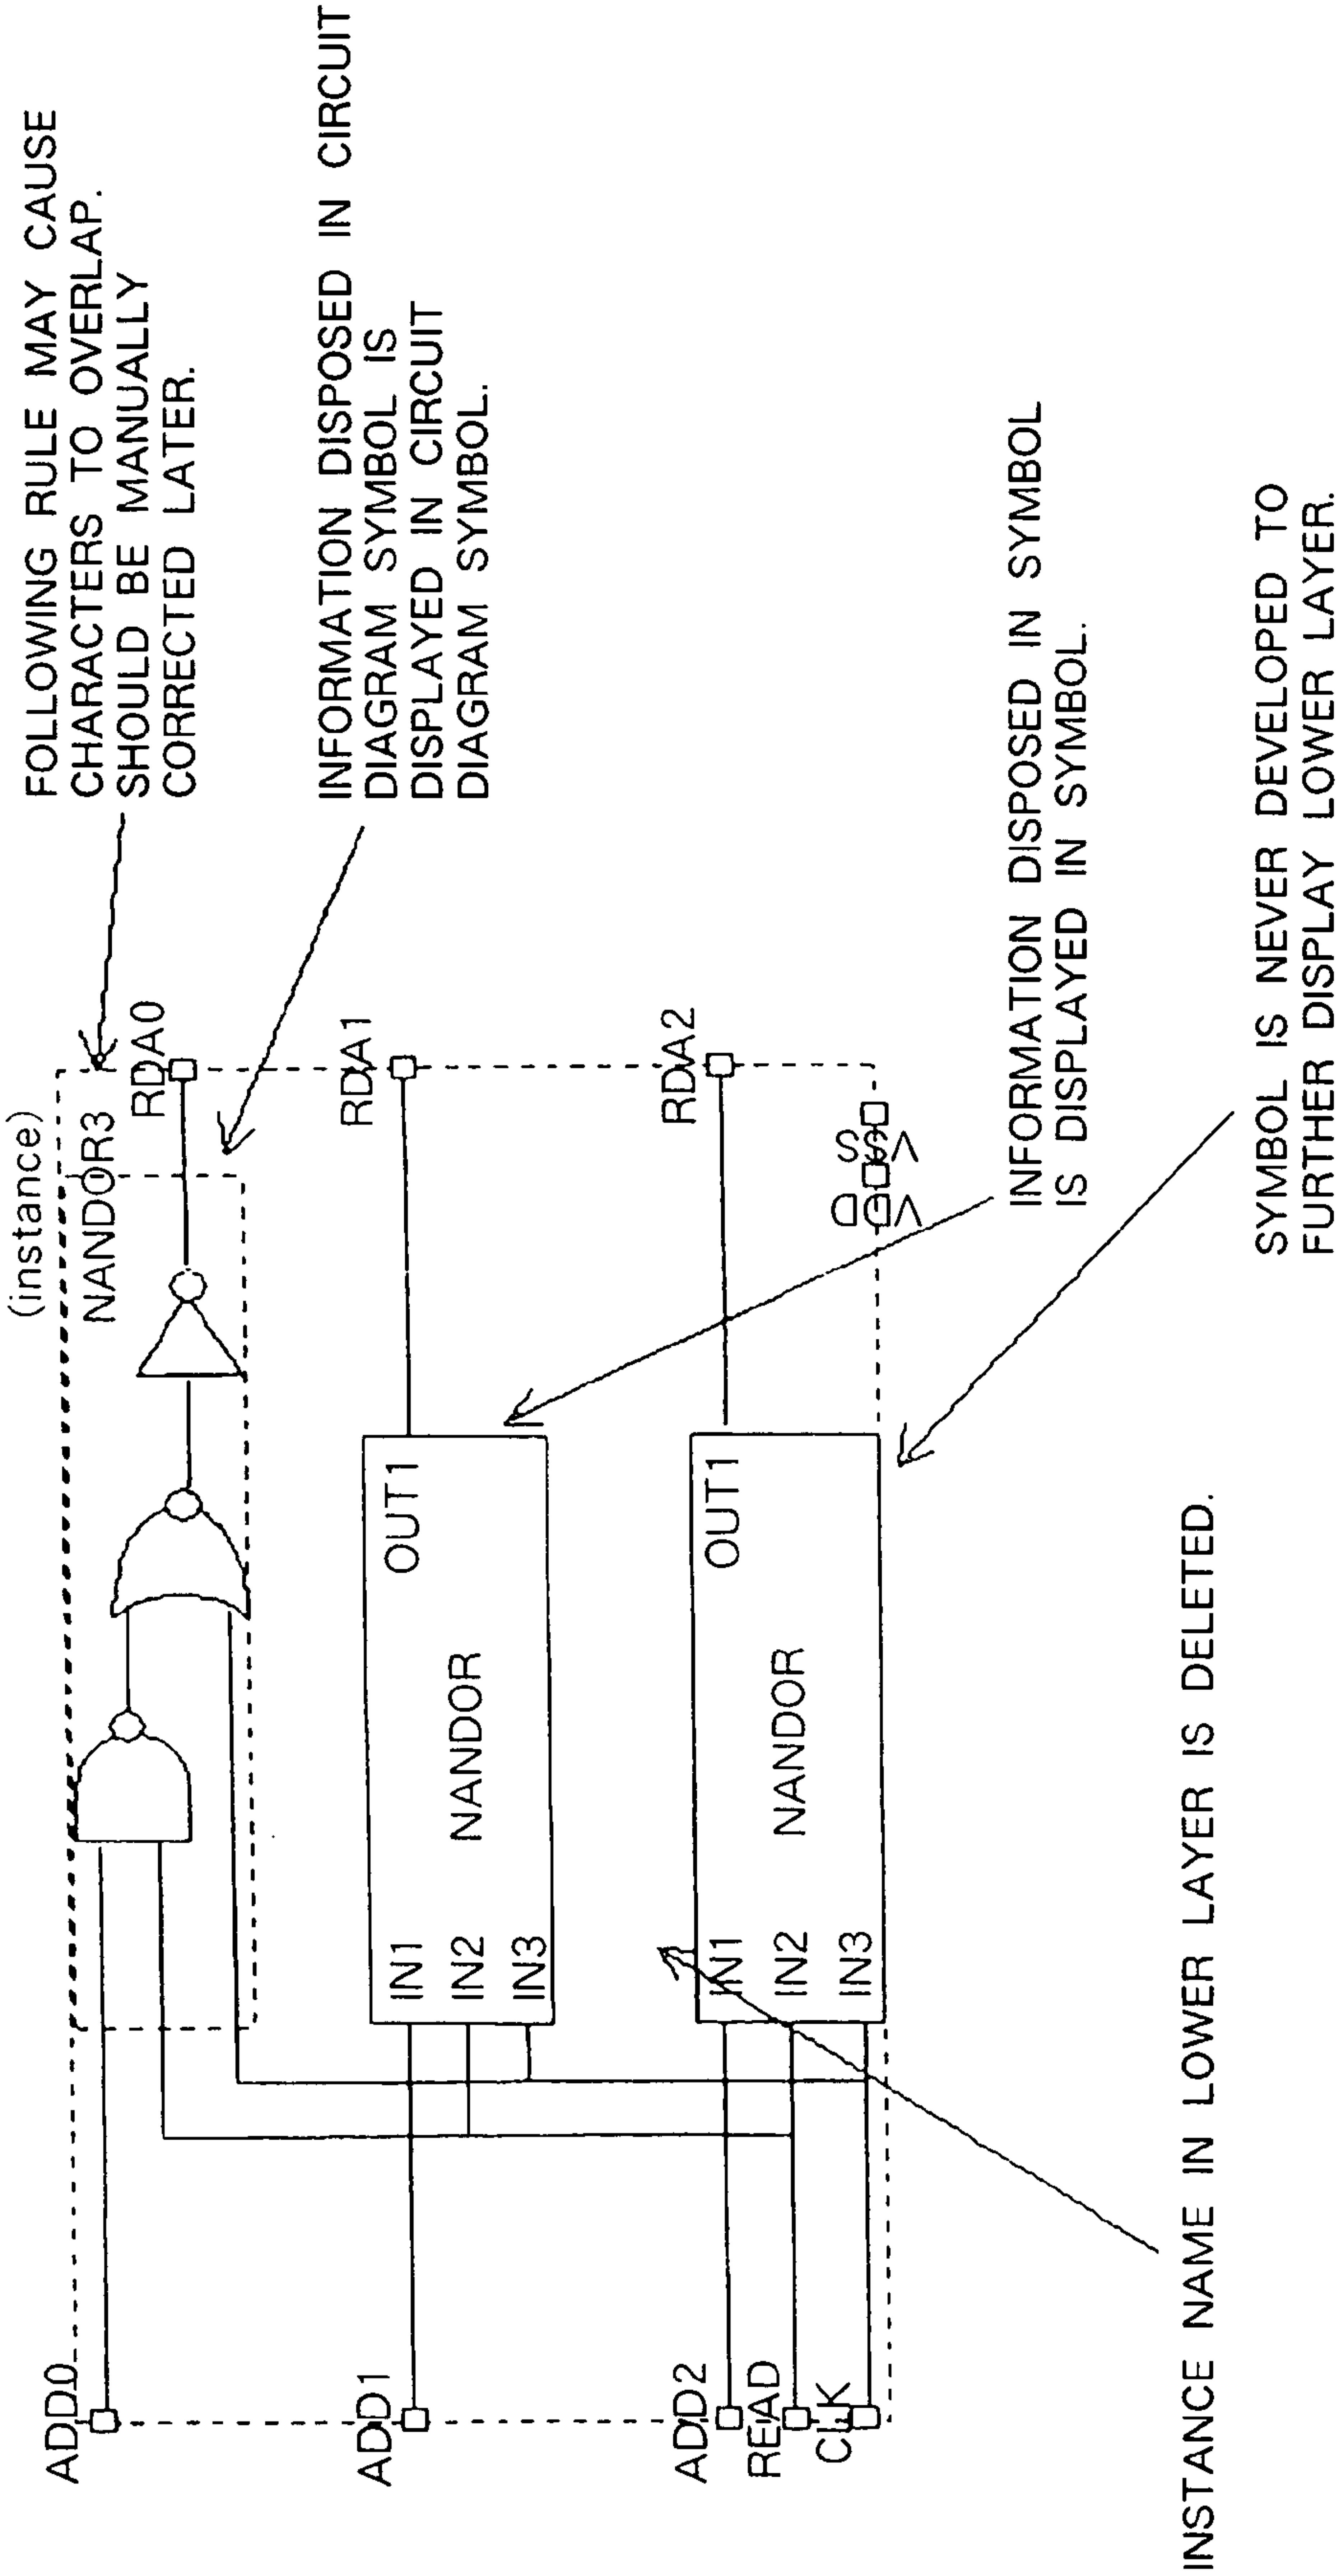 (instance)
NANDOR3
FOLLOWING RULE MAY CAUSE
CHARACTERS TO OVERLAP.
SHOULD BE MANUALLY
CORRECTED LATER.
ADD0
RDA0
INFORMATION DISPOSED IN CIRCUIT
DIAGRAM SYMBOL IS
DISPLAYED IN CIRCUIT
DIAGRAM SYMBOL.
ADD1
IN1
IN2
IN3
NANDOR
OUT1
RDA1
ADD2
READ
CLK
IN1
IN2
IN3
NANDOR
OUT1
RDA2
VDD
VSS
INFORMATION DISPOSED IN SYMBOL
IS DISPLAYED IN SYMBOL.
INSTANCE NAME IN LOWER LAYER IS DELETED.
SYMBOL IS NEVER DEVELOPED TO
FURTHER DISPLAY LOWER LAYER.